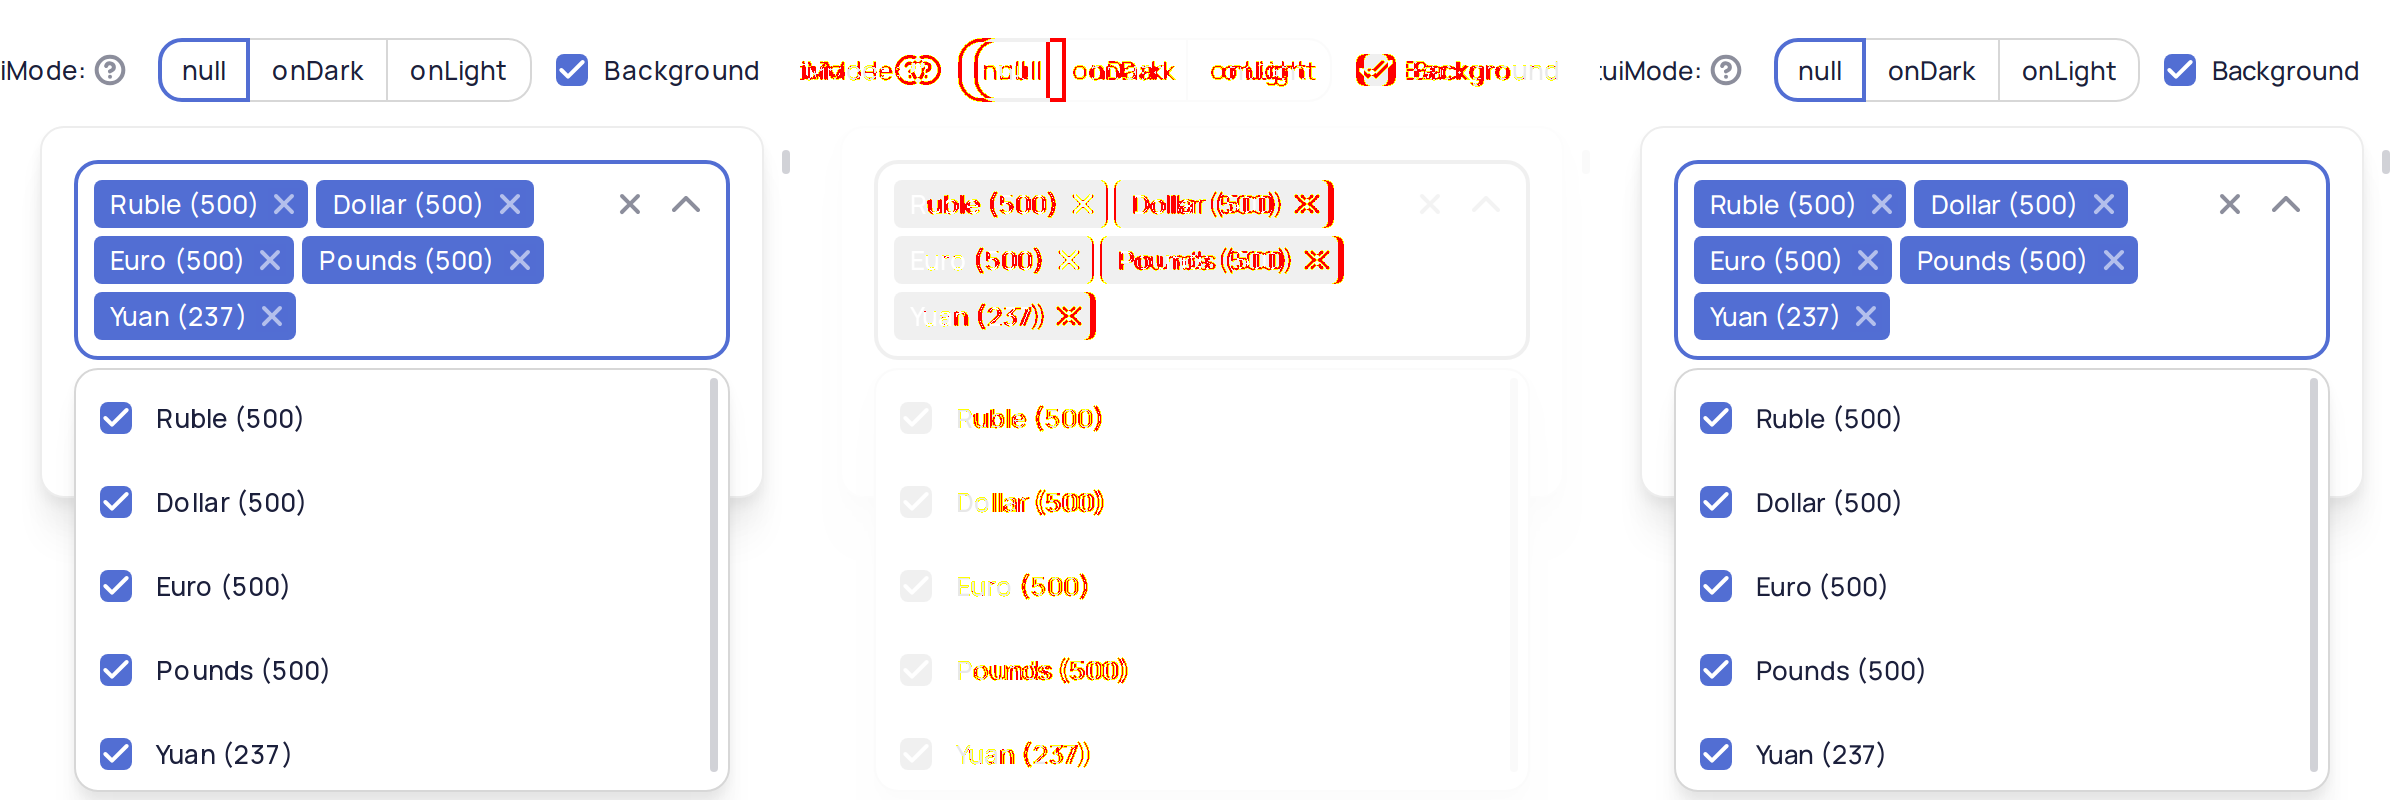 iMode: null onDark onLight Background
Ruble (500) Dollar (500)
Euro (500) Pounds (500)
Yuan (237)
Ruble (500)
Dollar (500)
Euro (500)
Pounds (500)
Yuan (237)
null onDark onLight Background
Ruble (500) Dollar (500)
Euro (500) Pounds (500)
Yuan (237)
Ruble (500)
Dollar (500)
Euro (500)
Pounds (500)
Yuan (237)
uiMode: null onDark onLight Background
Ruble (500) Dollar (500)
Euro (500) Pounds (500)
Yuan (237)
Ruble (500)
Dollar (500)
Euro (500)
Pounds (500)
Yuan (237)